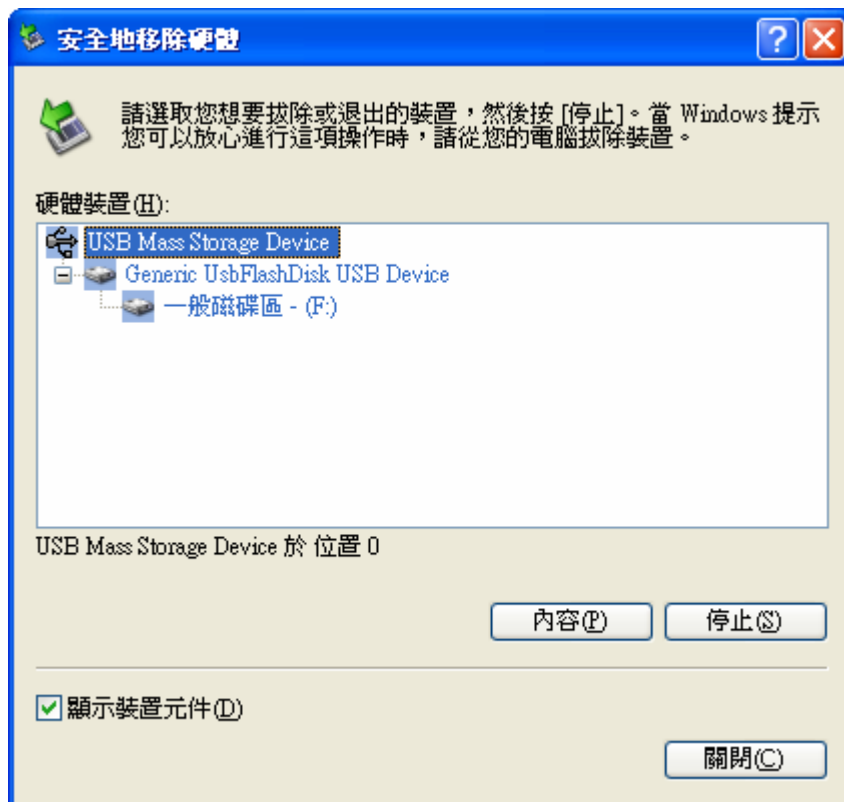 安全地移除硬體
請選取您想要拔除或退出的裝置，然後按 [停止]。當 Windows 提示
您可以放心進行這項操作時，請從您的電腦拔除裝置。
硬體裝置(H):
USB Mass Storage Device
Generic UsbFlashDisk USB Device
一般磁碟區 - (F:)
USB Mass Storage Device 於 位置 0
內容(P)
停止(S)
顯示裝置元件(D)
關閉(C)